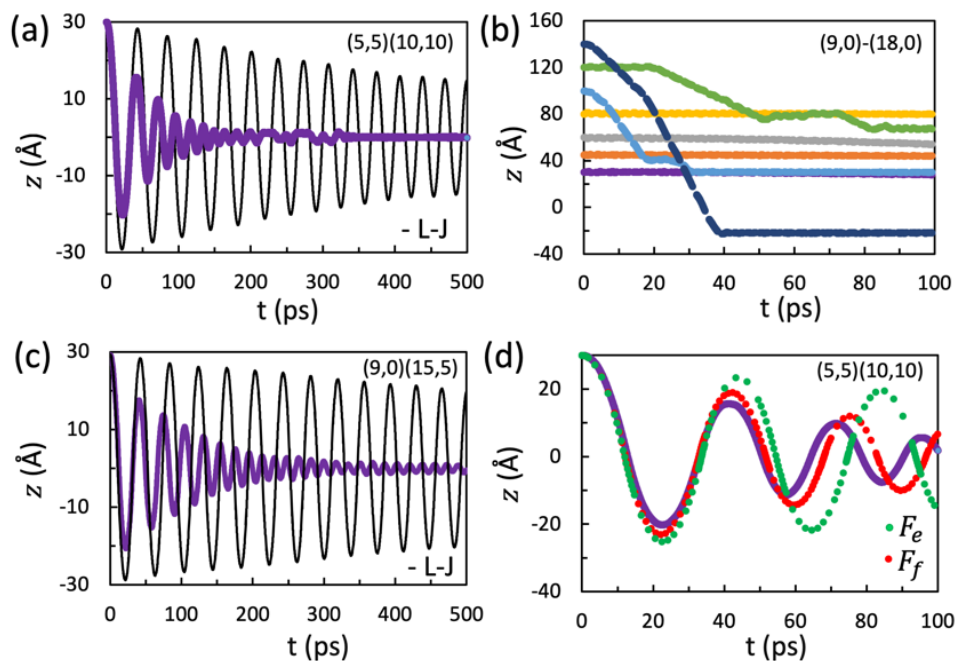 (a)
(5,5)(10,10)
z (Å)
30
10
-10
-30
- L-J
0 100 200 300 400 500
t (ps)
(b)
(9,0)-(18,0)
z (Å)
160
120
80
40
0
-40
0 20 40 60 80 100
t (ps)
(c)
(9,0)(15,5)
z (Å)
30
10
-10
-30
- L-J
0 100 200 300 400 500
t (ps)
(d)
(5,5)(10,10)
z (Å)
20
0
-20
-40
F_e
F_f
0 20 40 60 80 100
t (ps)